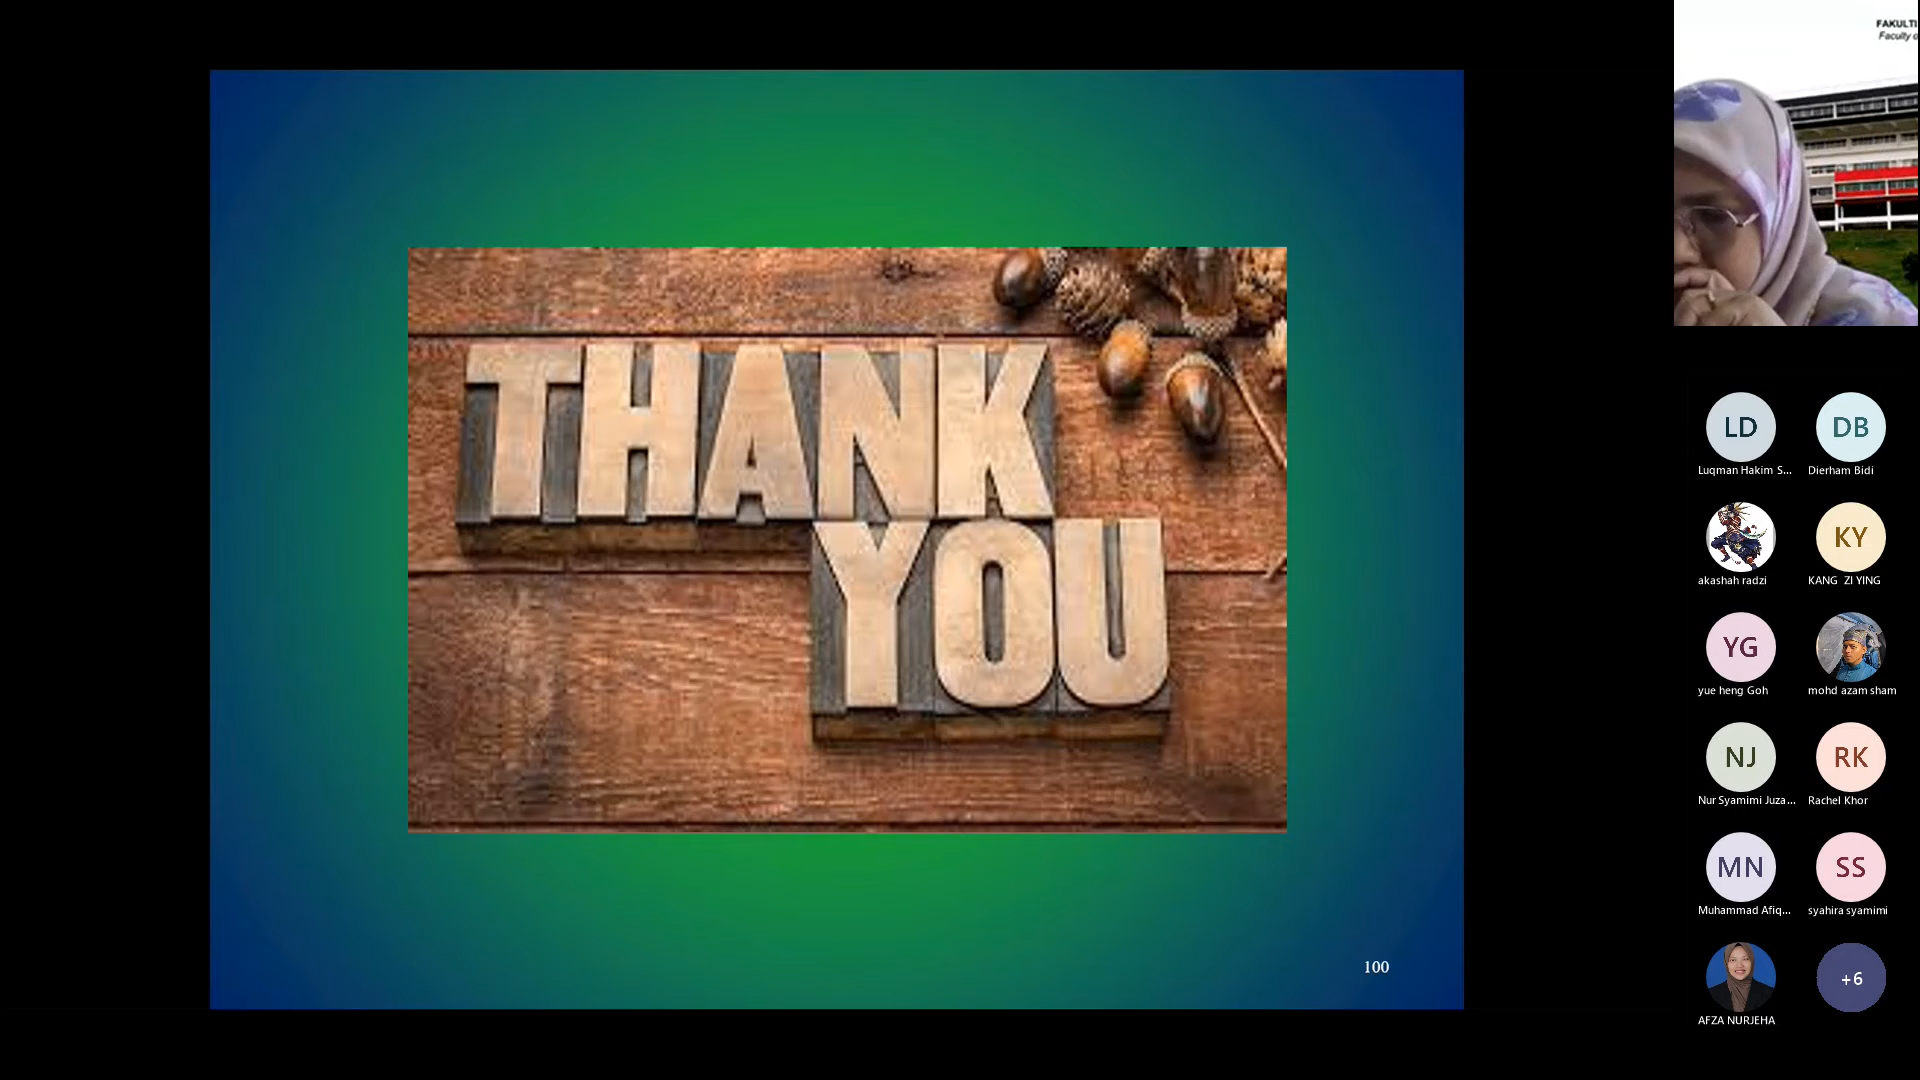 THANK
YOU
100
FAKULTI
Faculty o
LD
Luqman Hakim S...
DB
Dierham Bidi
akashah radzi
KY
KANG ZI YING
YG
yue heng Goh
mohd azam sham
NJ
Nur Syamimi Juza...
RK
Rachel Khor
MN
Muhammad Afiq...
SS
syahira syamimi
AFZA NURJEHA
+6